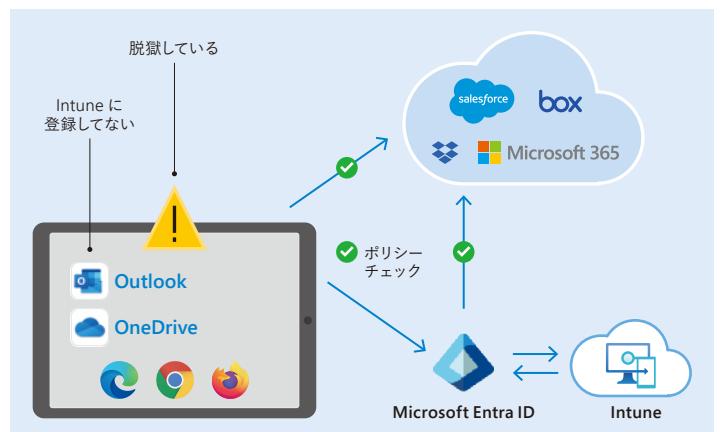 脱獄している
Intune に
登録してない
salesforce
box
Microsoft 365
ポリシー
チェック
Outlook
OneDrive
Microsoft Entra ID
Intune